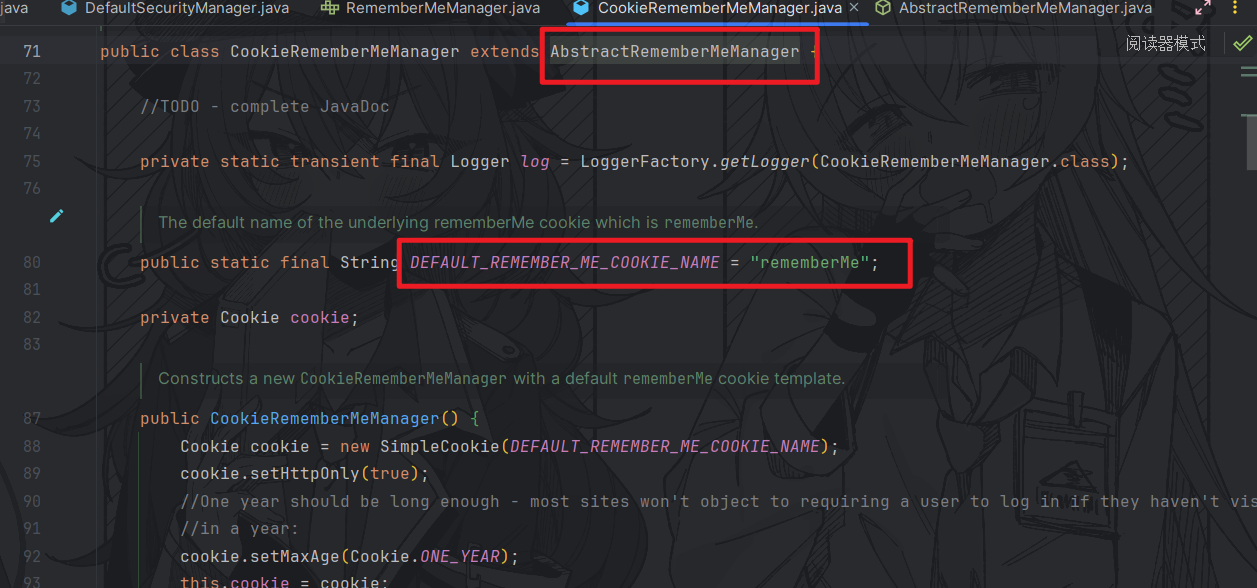 java DefaultSecurityManager.java RememberMeManager.java CookieRememberMeManager.java AbstractRememberMeManager.java
阅读器模式
71 public class CookieRememberMeManager extends AbstractRememberMeManager {
72
73 //TODO - complete JavaDoc
74
75 private static transient final Logger log = LoggerFactory.getLogger(CookieRememberMeManager.class);
76
The default name of the underlying rememberMe cookie which is rememberMe.
80 public static final String DEFAULT_REMEMBER_ME_COOKIE_NAME = "rememberMe";
81
82 private Cookie cookie;
83
Constructs a new CookieRememberMeManager with a default rememberMe cookie template.
87 public CookieRememberMeManager() {
88 Cookie cookie = new SimpleCookie(DEFAULT_REMEMBER_ME_COOKIE_NAME);
89 cookie.setHttpOnly(true);
90 //One year should be long enough - most sites won't object to requiring a user to log in if they haven't vis
91 //in a year:
92 cookie.setMaxAge(Cookie.ONE_YEAR);
93 this.cookie = cookie;